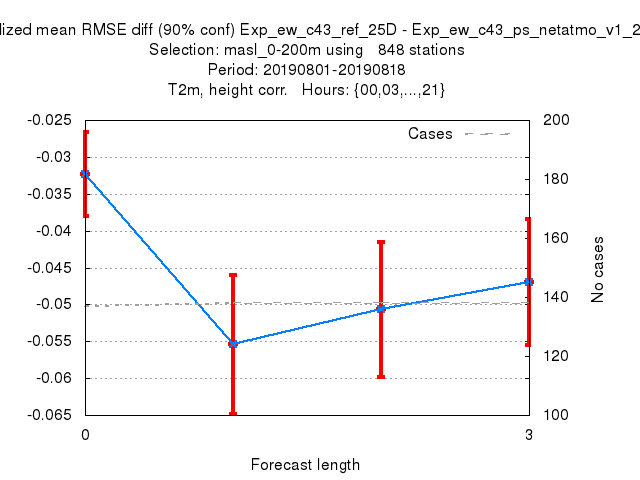 lized mean RMSE diff (90% conf) Exp_ew_c43_ref_25D - Exp_ew_c43_ps_netatmo_v1_2
Selection: masl_0-200m using 848 stations
Period: 20190801-20190818
T2m, height corr. Hours: {00,03,...,21}
Cases
-0.025
-0.03
-0.035
-0.04
-0.045
-0.05
-0.055
-0.06
-0.065
200
180
160
140
120
100
No cases
0
3
Forecast length